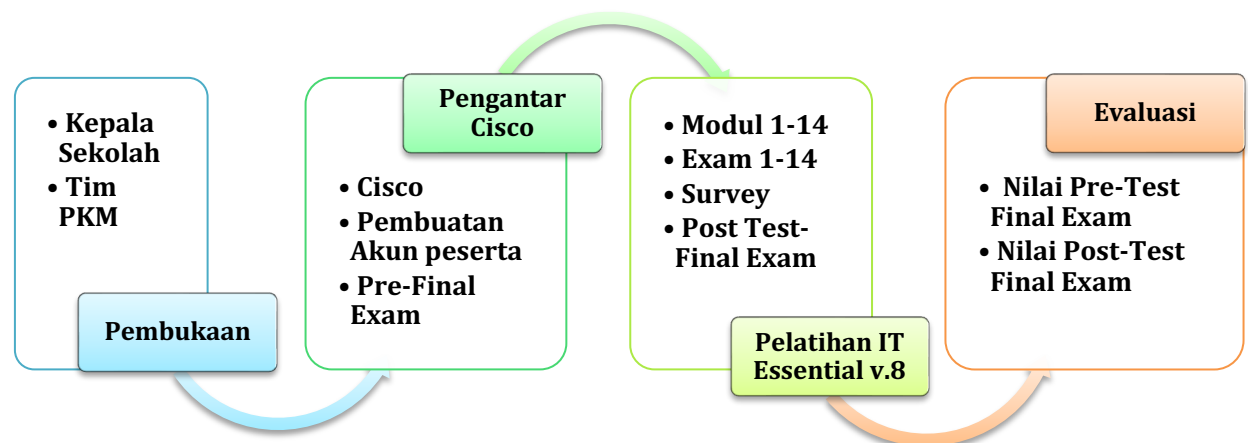 • Kepala
Sekolah
• Tim
PKM
Pembukaan
Pengantar
Cisco
• Cisco
• Pembuatan
Akun peserta
• Pre-Final
Exam
• Modul 1-14
• Exam 1-14
• Survey
• Post Test-
Final Exam
Pelatihan IT
Essential v.8
Evaluasi
• Nilai Pre-Test
Final Exam
• Nilai Post-Test
Final Exam